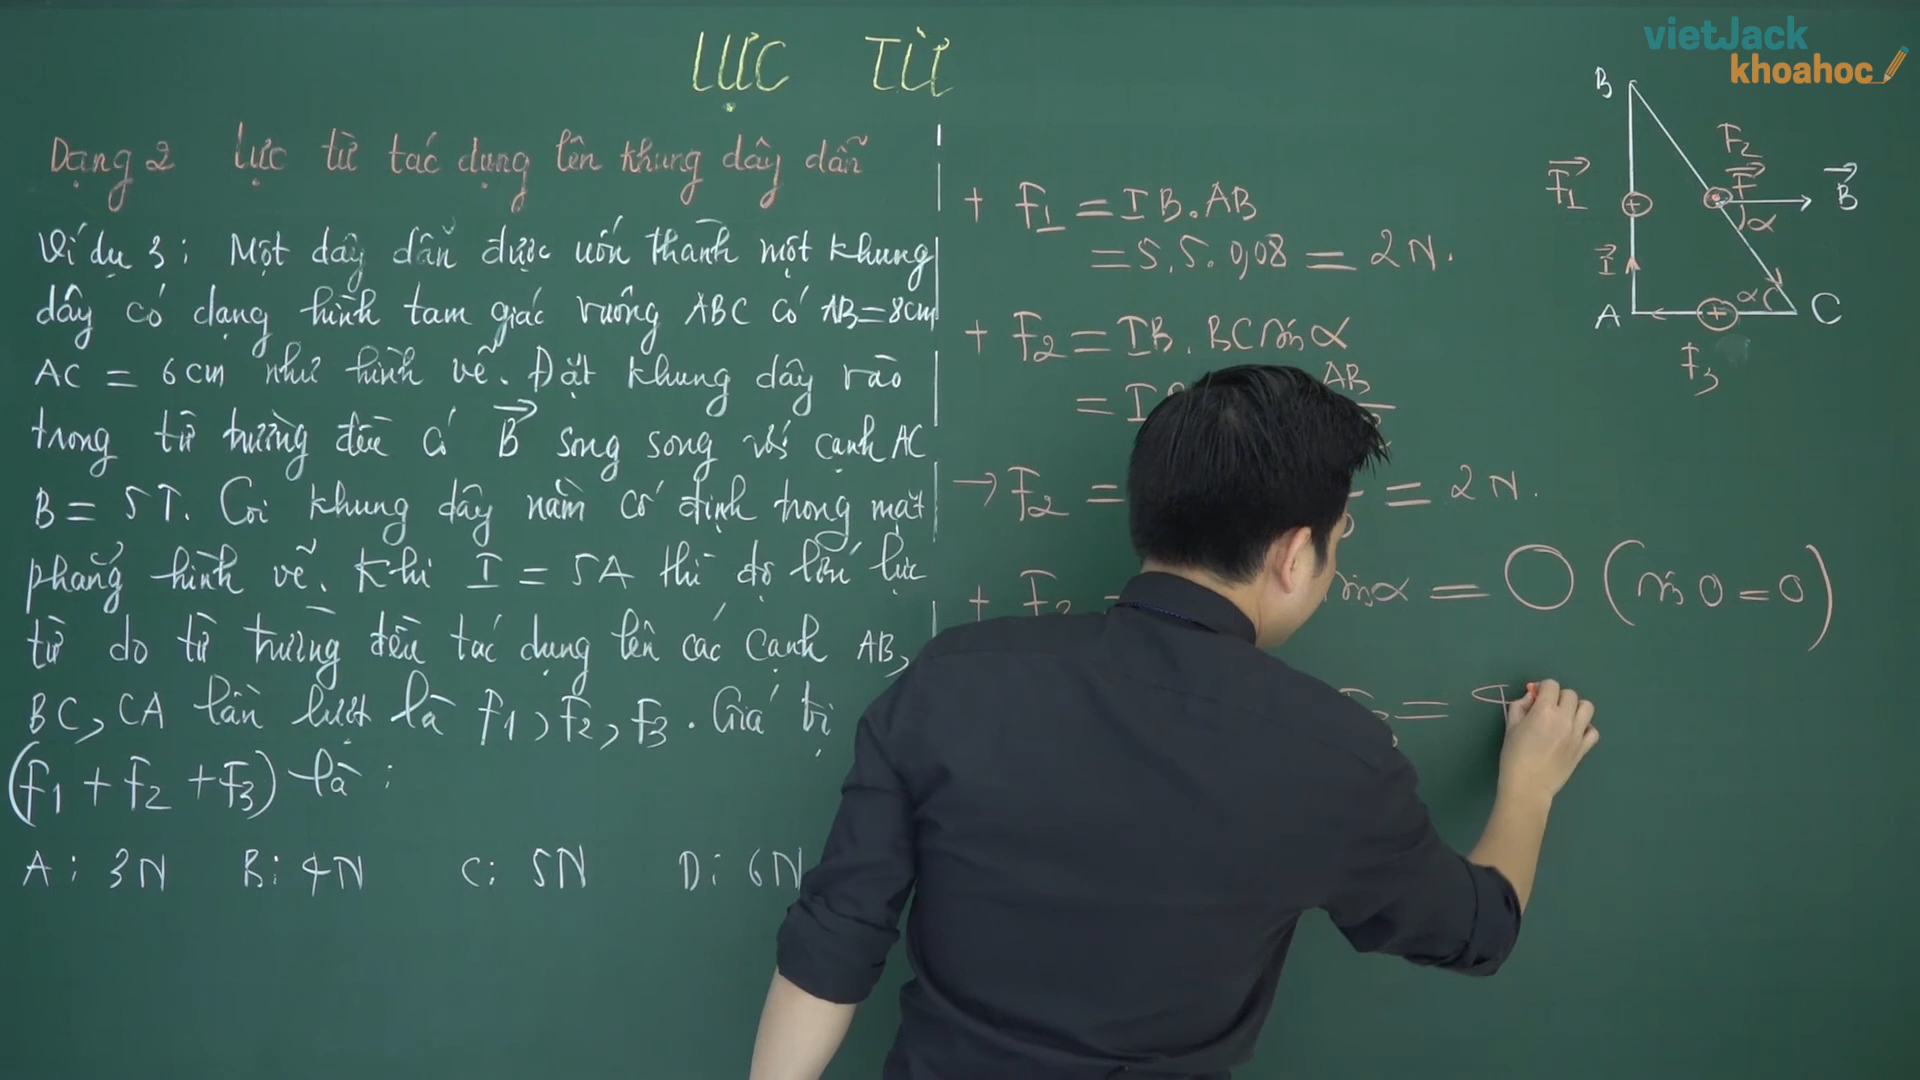 vietJack
khoahoc
LỰC TỪ
Dạng 2 lực từ tác dụng lên khung dây dẫn
Ví dụ 3: Một dây dẫn được uốn thành một khung
dây có dạng hình tam giác vuông ABC có AB=8cm
AC = 6cm như hình vẽ. Đặt khung dây vào
trong từ trường đều có B song song với cạnh AC
B = 5T. Coi khung dây nằm cố định trong mặt
phẳng hình vẽ. Khi I = 5A thì độ lớn lực
từ do từ trường đều tác dụng lên các cạnh AB,
BC, CA lần lượt là F1, F2, F3. Giá trị
(F1 + F2 + F3) là:
A: 3N B: 4N C: 5N D: 6N
+ F1 = IB.AB
= 5.5.0,08 = 2N.
+ F2 = IB.BC sin α
= I AB
→ F2 = = 2N.
+ F3 = sin α = 0 (sin 0 = 0)
F3 = 4
B
F1
F2
F
B
α
I
A
α
C
F3